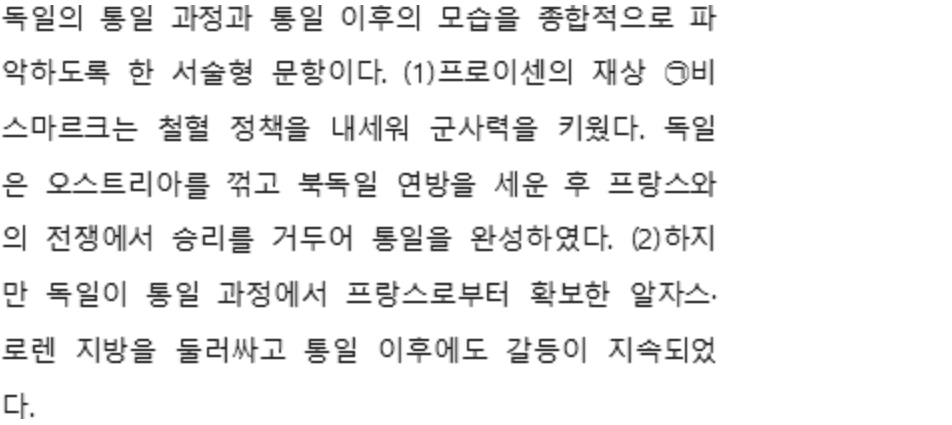 독일의 통일 과정과 통일 이후의 모습을 종합적으로 파
악하도록 한 서술형 문항이다. (1)프로이센의 재상 ㉠비
스마르크는 철혈 정책을 내세워 군사력을 키웠다. 독일
은 오스트리아를 꺾고 북독일 연방을 세운 후 프랑스와
의 전쟁에서 승리를 거두어 통일을 완성하였다. (2)하지
만 독일이 통일 과정에서 프랑스로부터 확보한 알자스·
로렌 지방을 둘러싸고 통일 이후에도 갈등이 지속되었
다.